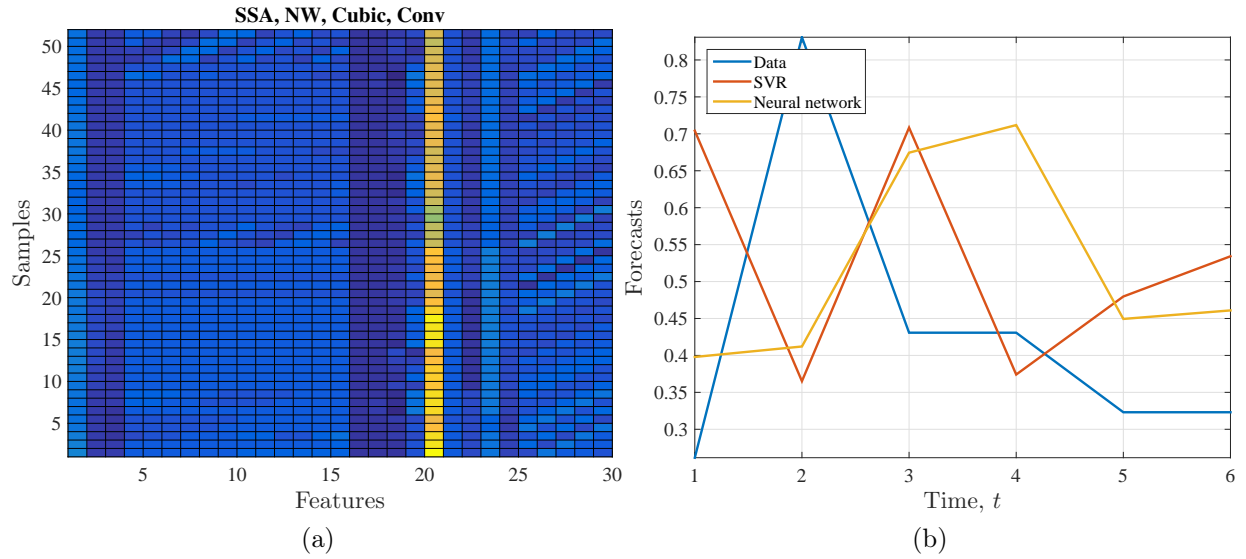 SSA, NW, Cubic, Conv
50
45
40
35
30
25
20
15
10
5
Samples
5 10 15 20 25 30
Features
(a)
Data
SVR
Neural network
0.8
0.75
0.7
0.65
0.6
0.55
0.5
0.45
0.4
0.35
0.3
Forecasts
1 2 3 4 5 6
Time, t
(b)